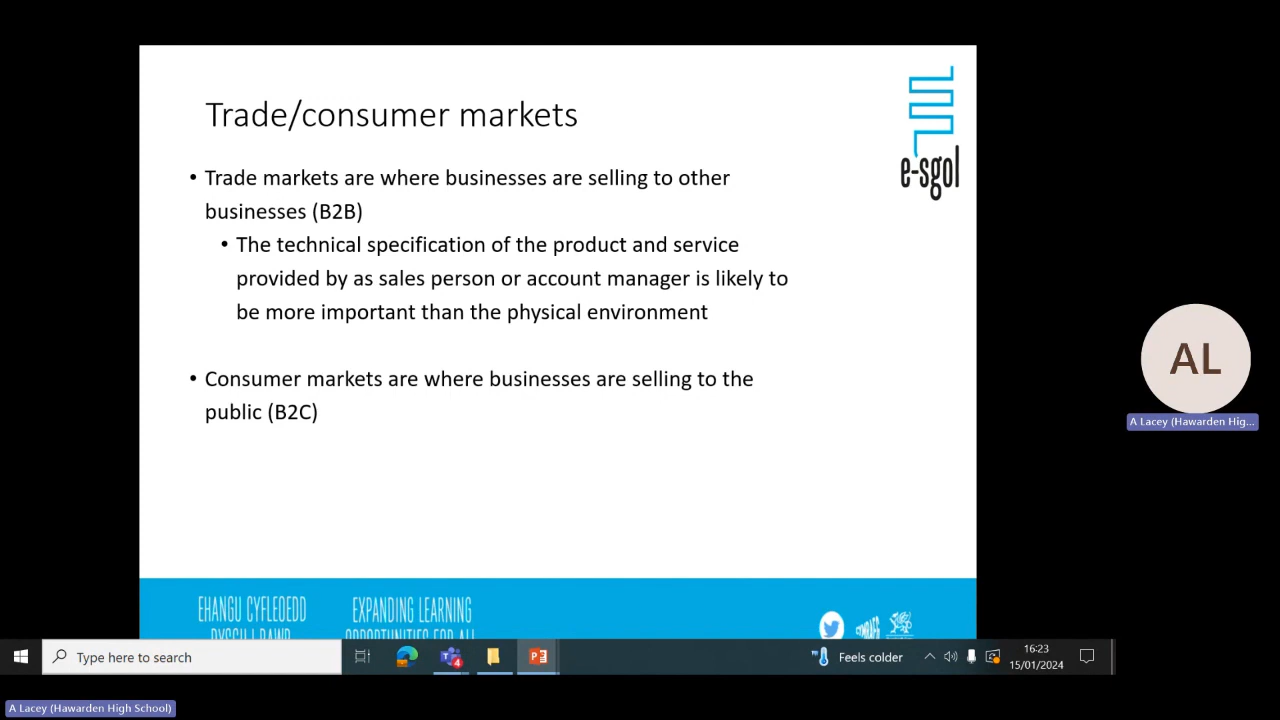 Trade/consumer markets
e-sgol
• Trade markets are where businesses are selling to other
businesses (B2B)
• The technical specification of the product and service
provided by as sales person or account manager is likely to
be more important than the physical environment
• Consumer markets are where businesses are selling to the
public (B2C)
AL
A Lacey (Hawarden Hig...
EHANGU CYFLEOEDD
DYSGU I BAWB
EXPANDING LEARNING
OPPORTUNITIES FOR ALL
Type here to search
4
Feels colder
16:23
15/01/2024
A Lacey (Hawarden High School)